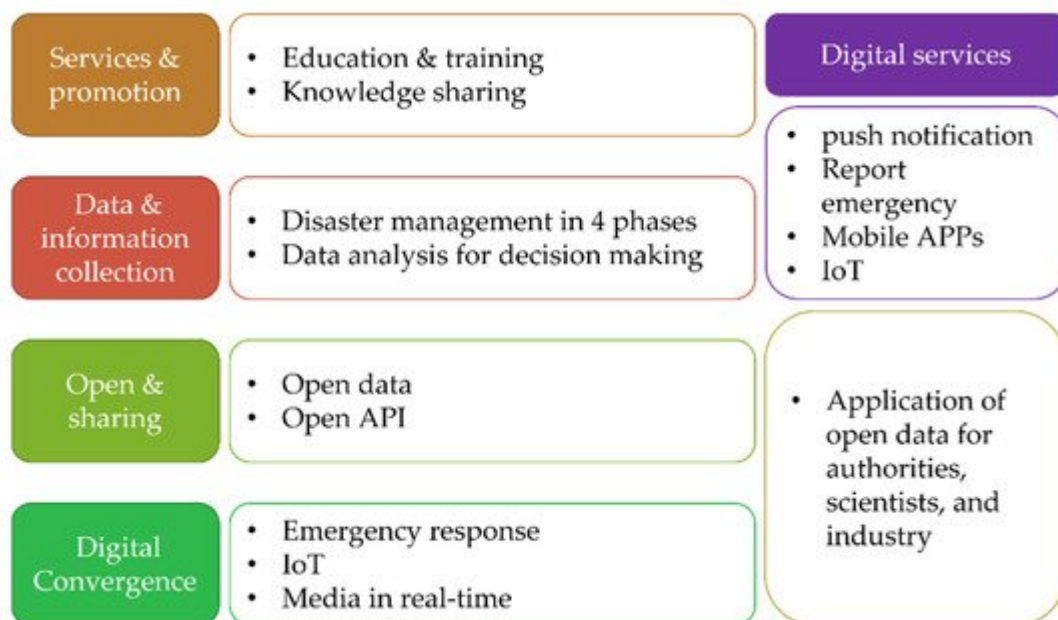 Services &
promotion
• Education & training
• Knowledge sharing
Data &
information
collection
• Disaster management in 4 phases
• Data analysis for decision making
Open &
sharing
• Open data
• Open API
Digital
Convergence
• Emergency response
• IoT
• Media in real-time
Digital services
• push notification
• Report
emergency
• Mobile APPs
• IoT
• Application of
open data for
authorities,
scientists, and
industry